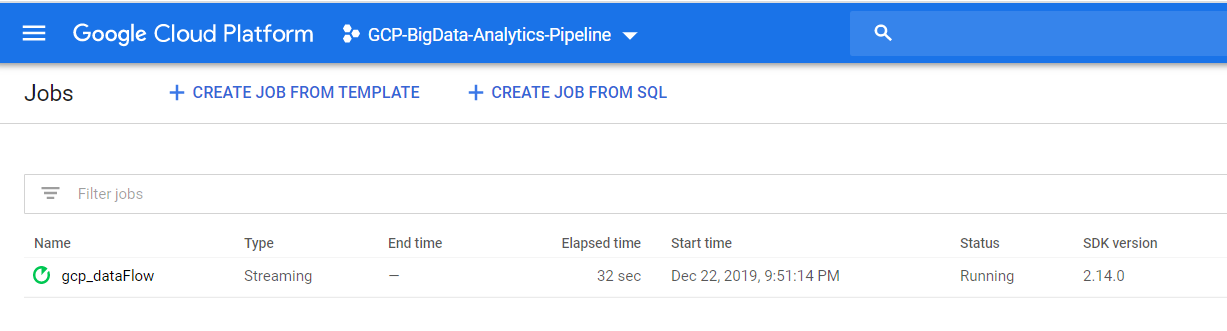 Google Cloud Platform GCP-BigData-Analytics-Pipeline
Jobs + CREATE JOB FROM TEMPLATE + CREATE JOB FROM SQL
Filter jobs
Name Type End time Elapsed time Start time Status SDK version
gcp_dataFlow Streaming — 32 sec Dec 22, 2019, 9:51:14 PM Running 2.14.0